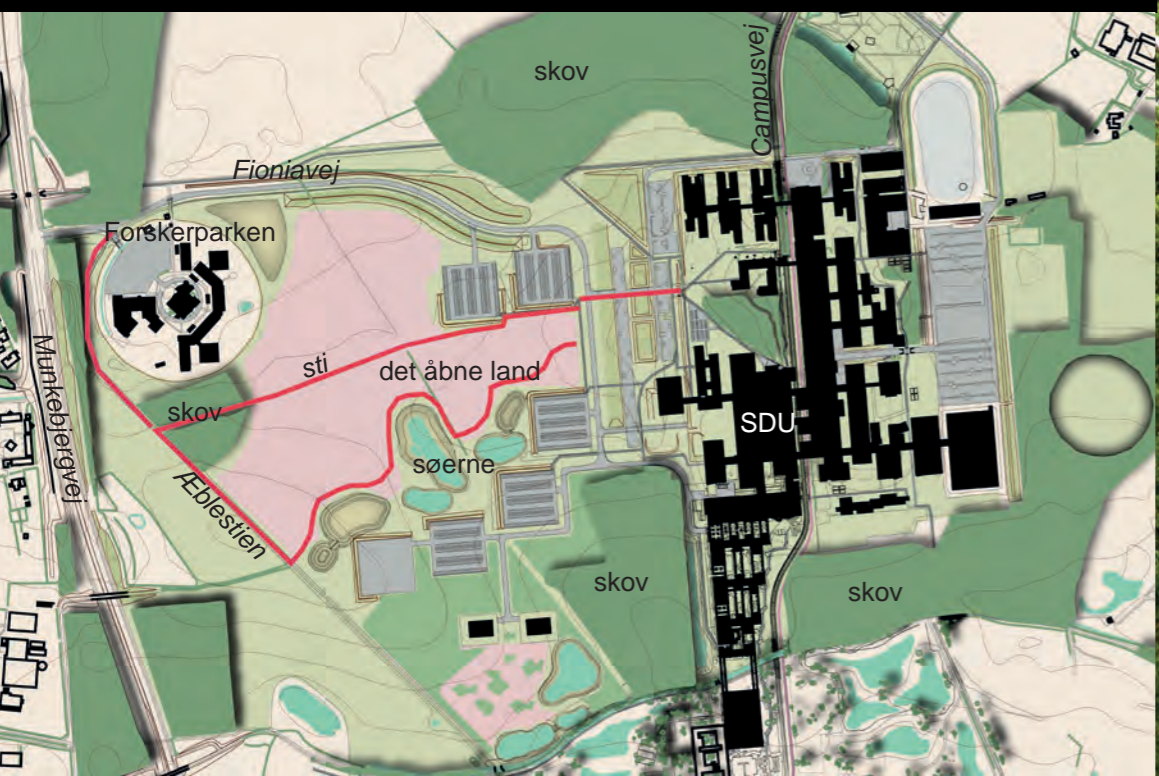 skov
Campusvej
Fioniavej
Forskerparken
Munkebjergvej
sti
det åbne land
skov
SDU
søerne
Æblestien
skov
skov